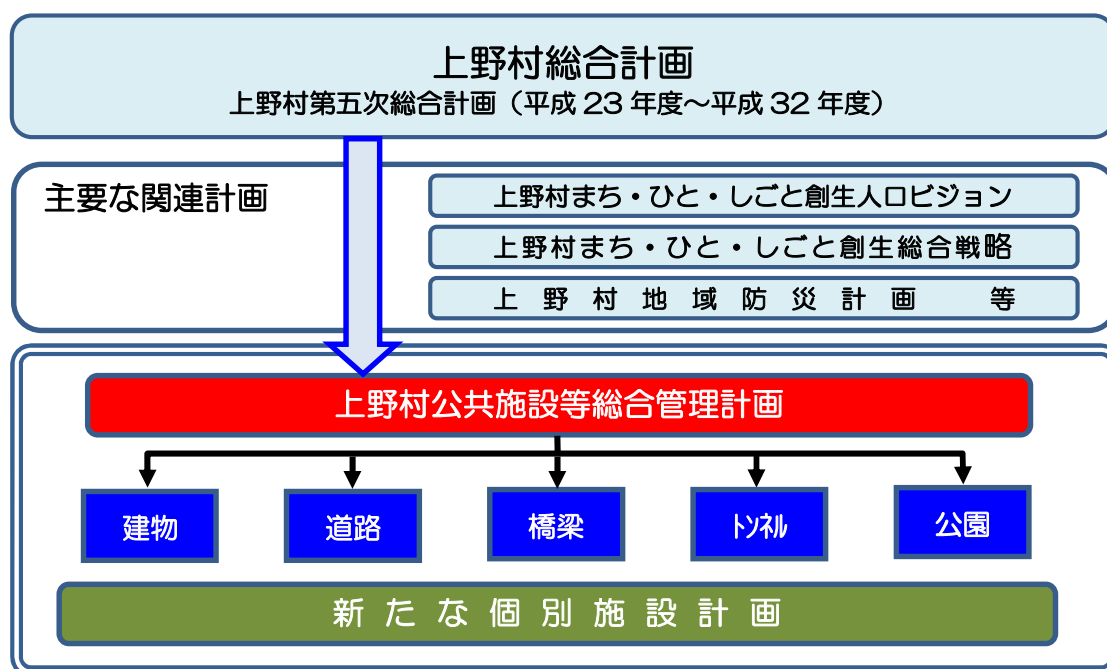 上野村総合計画
上野村第五次総合計画（平成 23 年度～平成 32 年度）
主要な関連計画
上野村まち・ひと・しごと創生人口ビジョン
上野村まち・ひと・しごと創生総合戦略
上野村地域防災計画　等
上野村公共施設等総合管理計画
建物
道路
橋梁
トンネル
公園
新たな個別施設計画